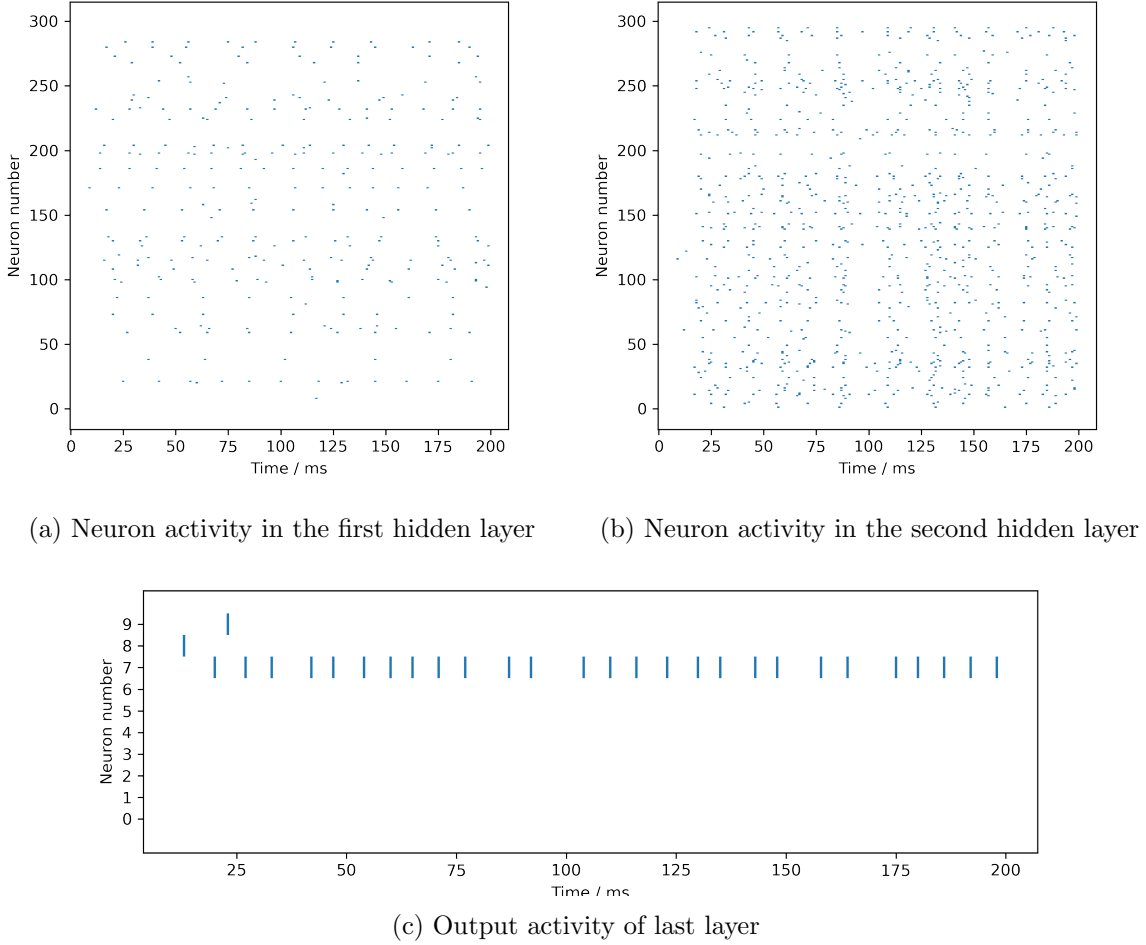 300
250
200
150
100
50
0
Neuron number
0 25 50 75 100 125 150 175 200
Time / ms
(a) Neuron activity in the first hidden layer
300
250
200
150
100
50
0
Neuron number
0 25 50 75 100 125 150 175 200
Time / ms
(b) Neuron activity in the second hidden layer
9
8
7
6
5
4
3
2
1
0
Neuron number
25 50 75 100 125 150 175 200
Time / ms
(c) Output activity of last layer